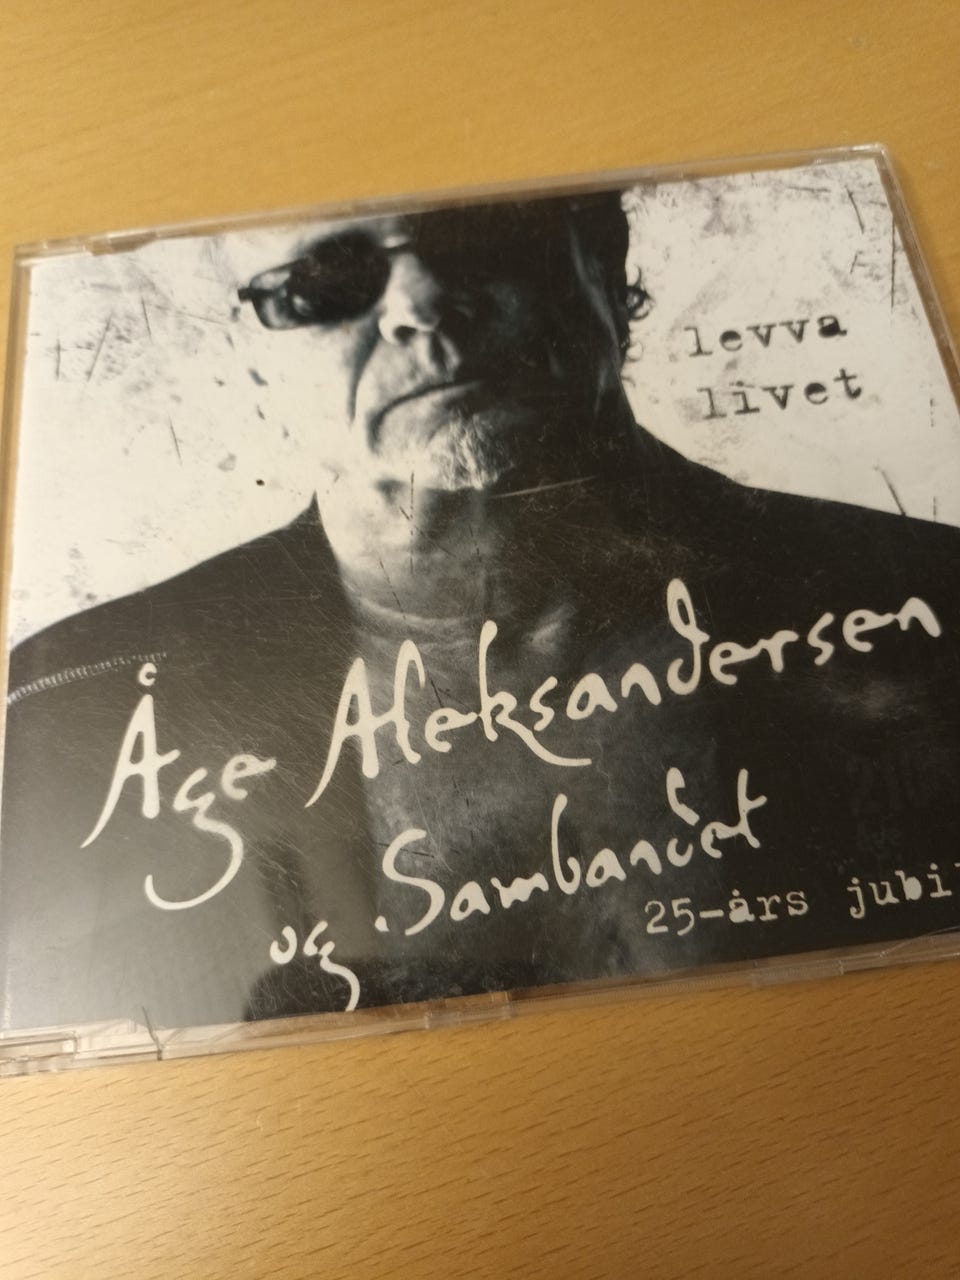 levva
livet
Åge Aleksandersen
og Sambandet
25-års